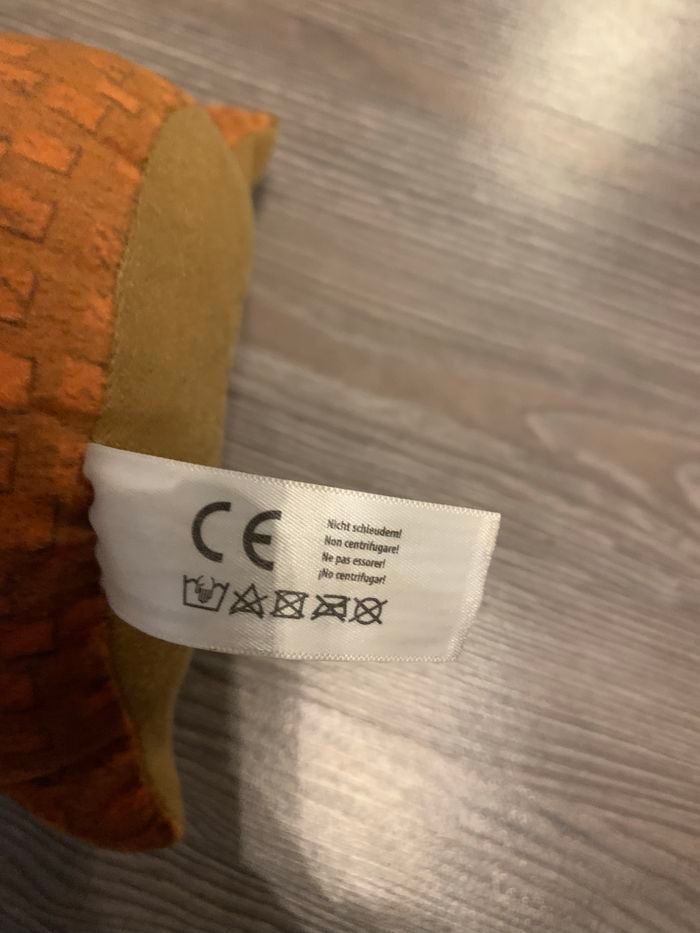 CE
Nicht schleudern!
Non centrifugare!
Ne pas essorer!
¡No centrifugar!